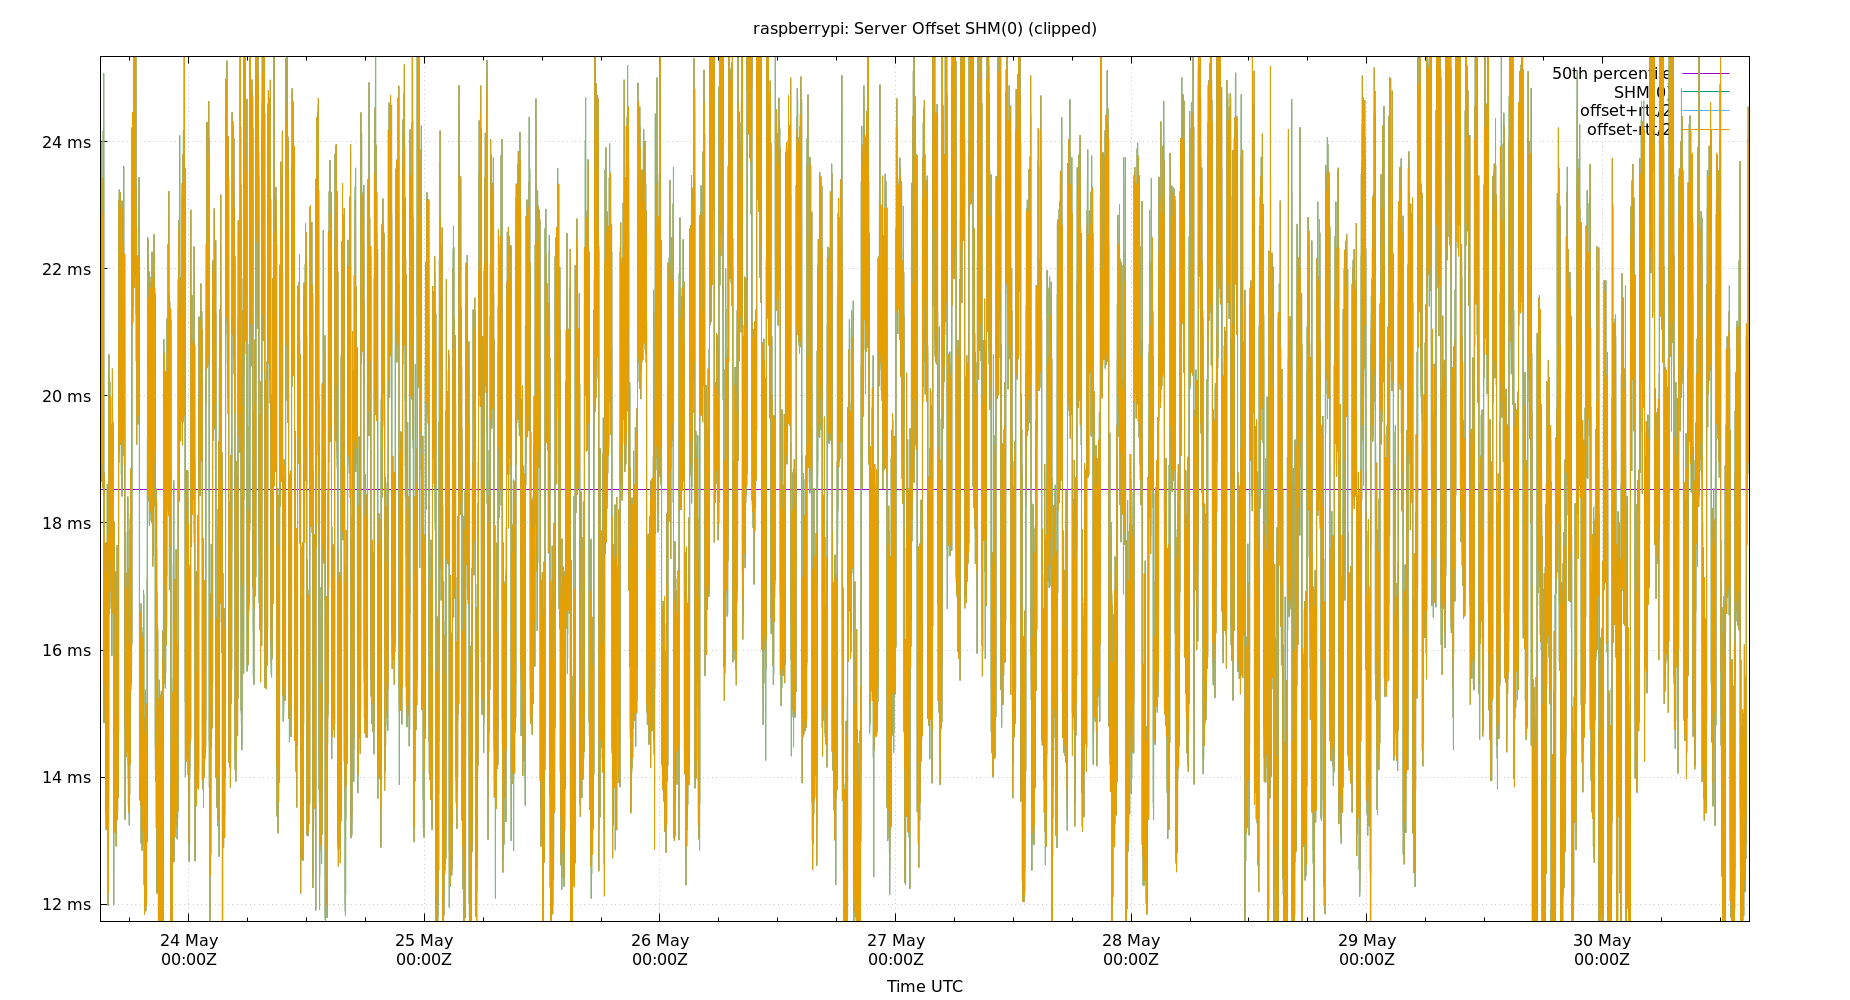 raspberrypi: Server Offset SHM(0) (clipped)
50th percentile
SHM(0)
offset+rtt/2
offset-rtt/2
24 ms
22 ms
20 ms
18 ms
16 ms
14 ms
12 ms
24 May 25 May 26 May 27 May 28 May 29 May 30 May
00:00Z 00:00Z 00:00Z 00:00Z 00:00Z 00:00Z 00:00Z
Time UTC